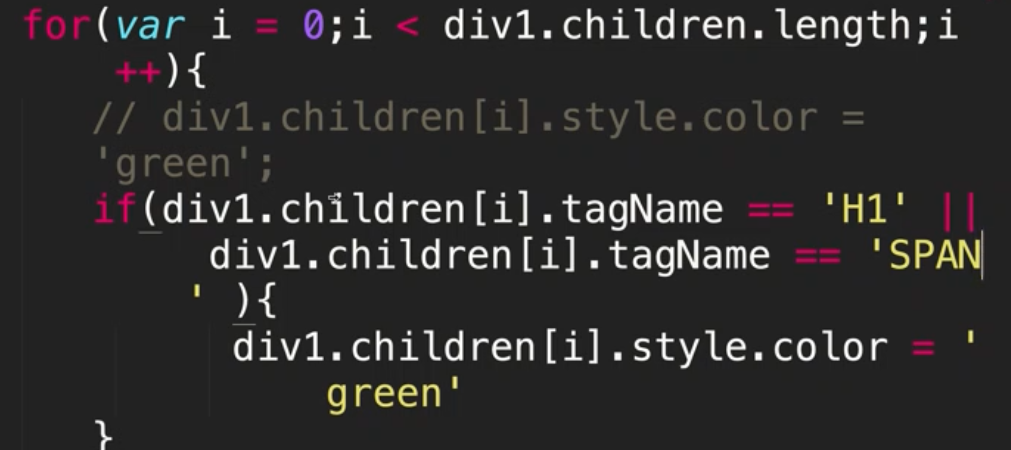 for(var i = 0;i < div1.children.length;i
++){
// div1.children[i].style.color =
'green';
if(div1.children[i].tagName == 'H1' ||
div1.children[i].tagName == 'SPAN
' ){
div1.children[i].style.color = '
green'
}